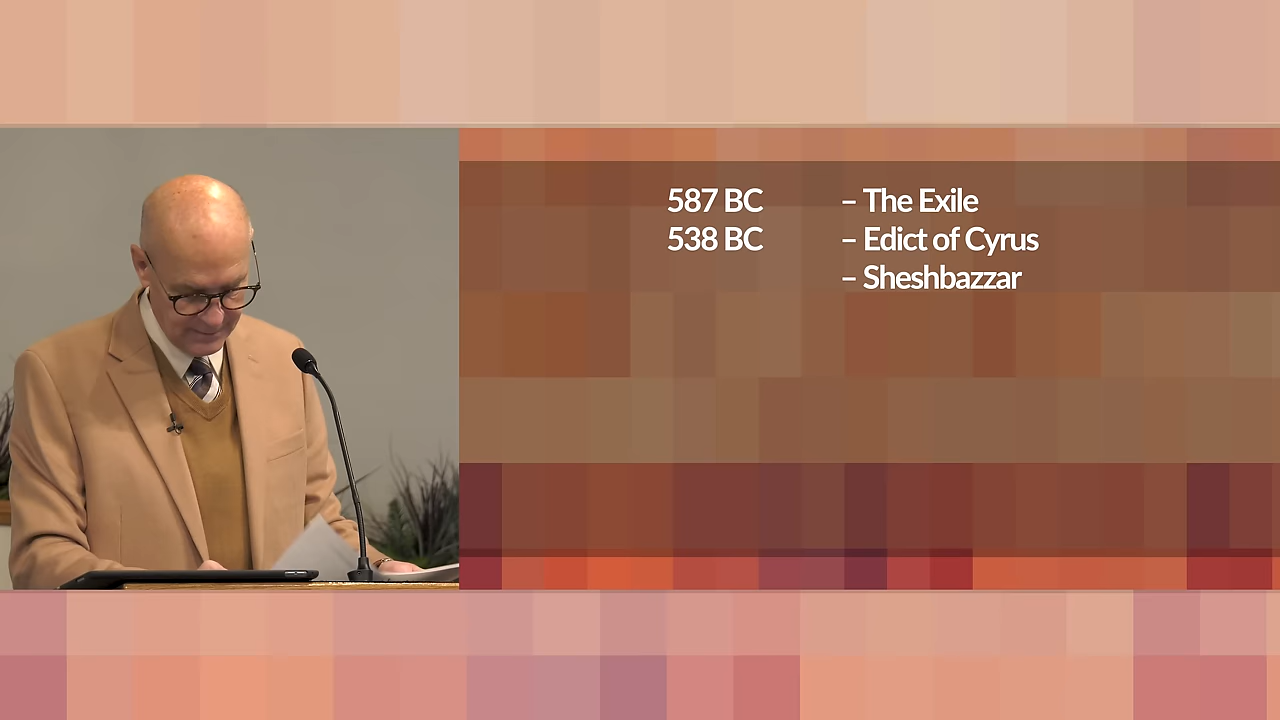 587 BC – The Exile
538 BC – Edict of Cyrus
– Sheshbazzar